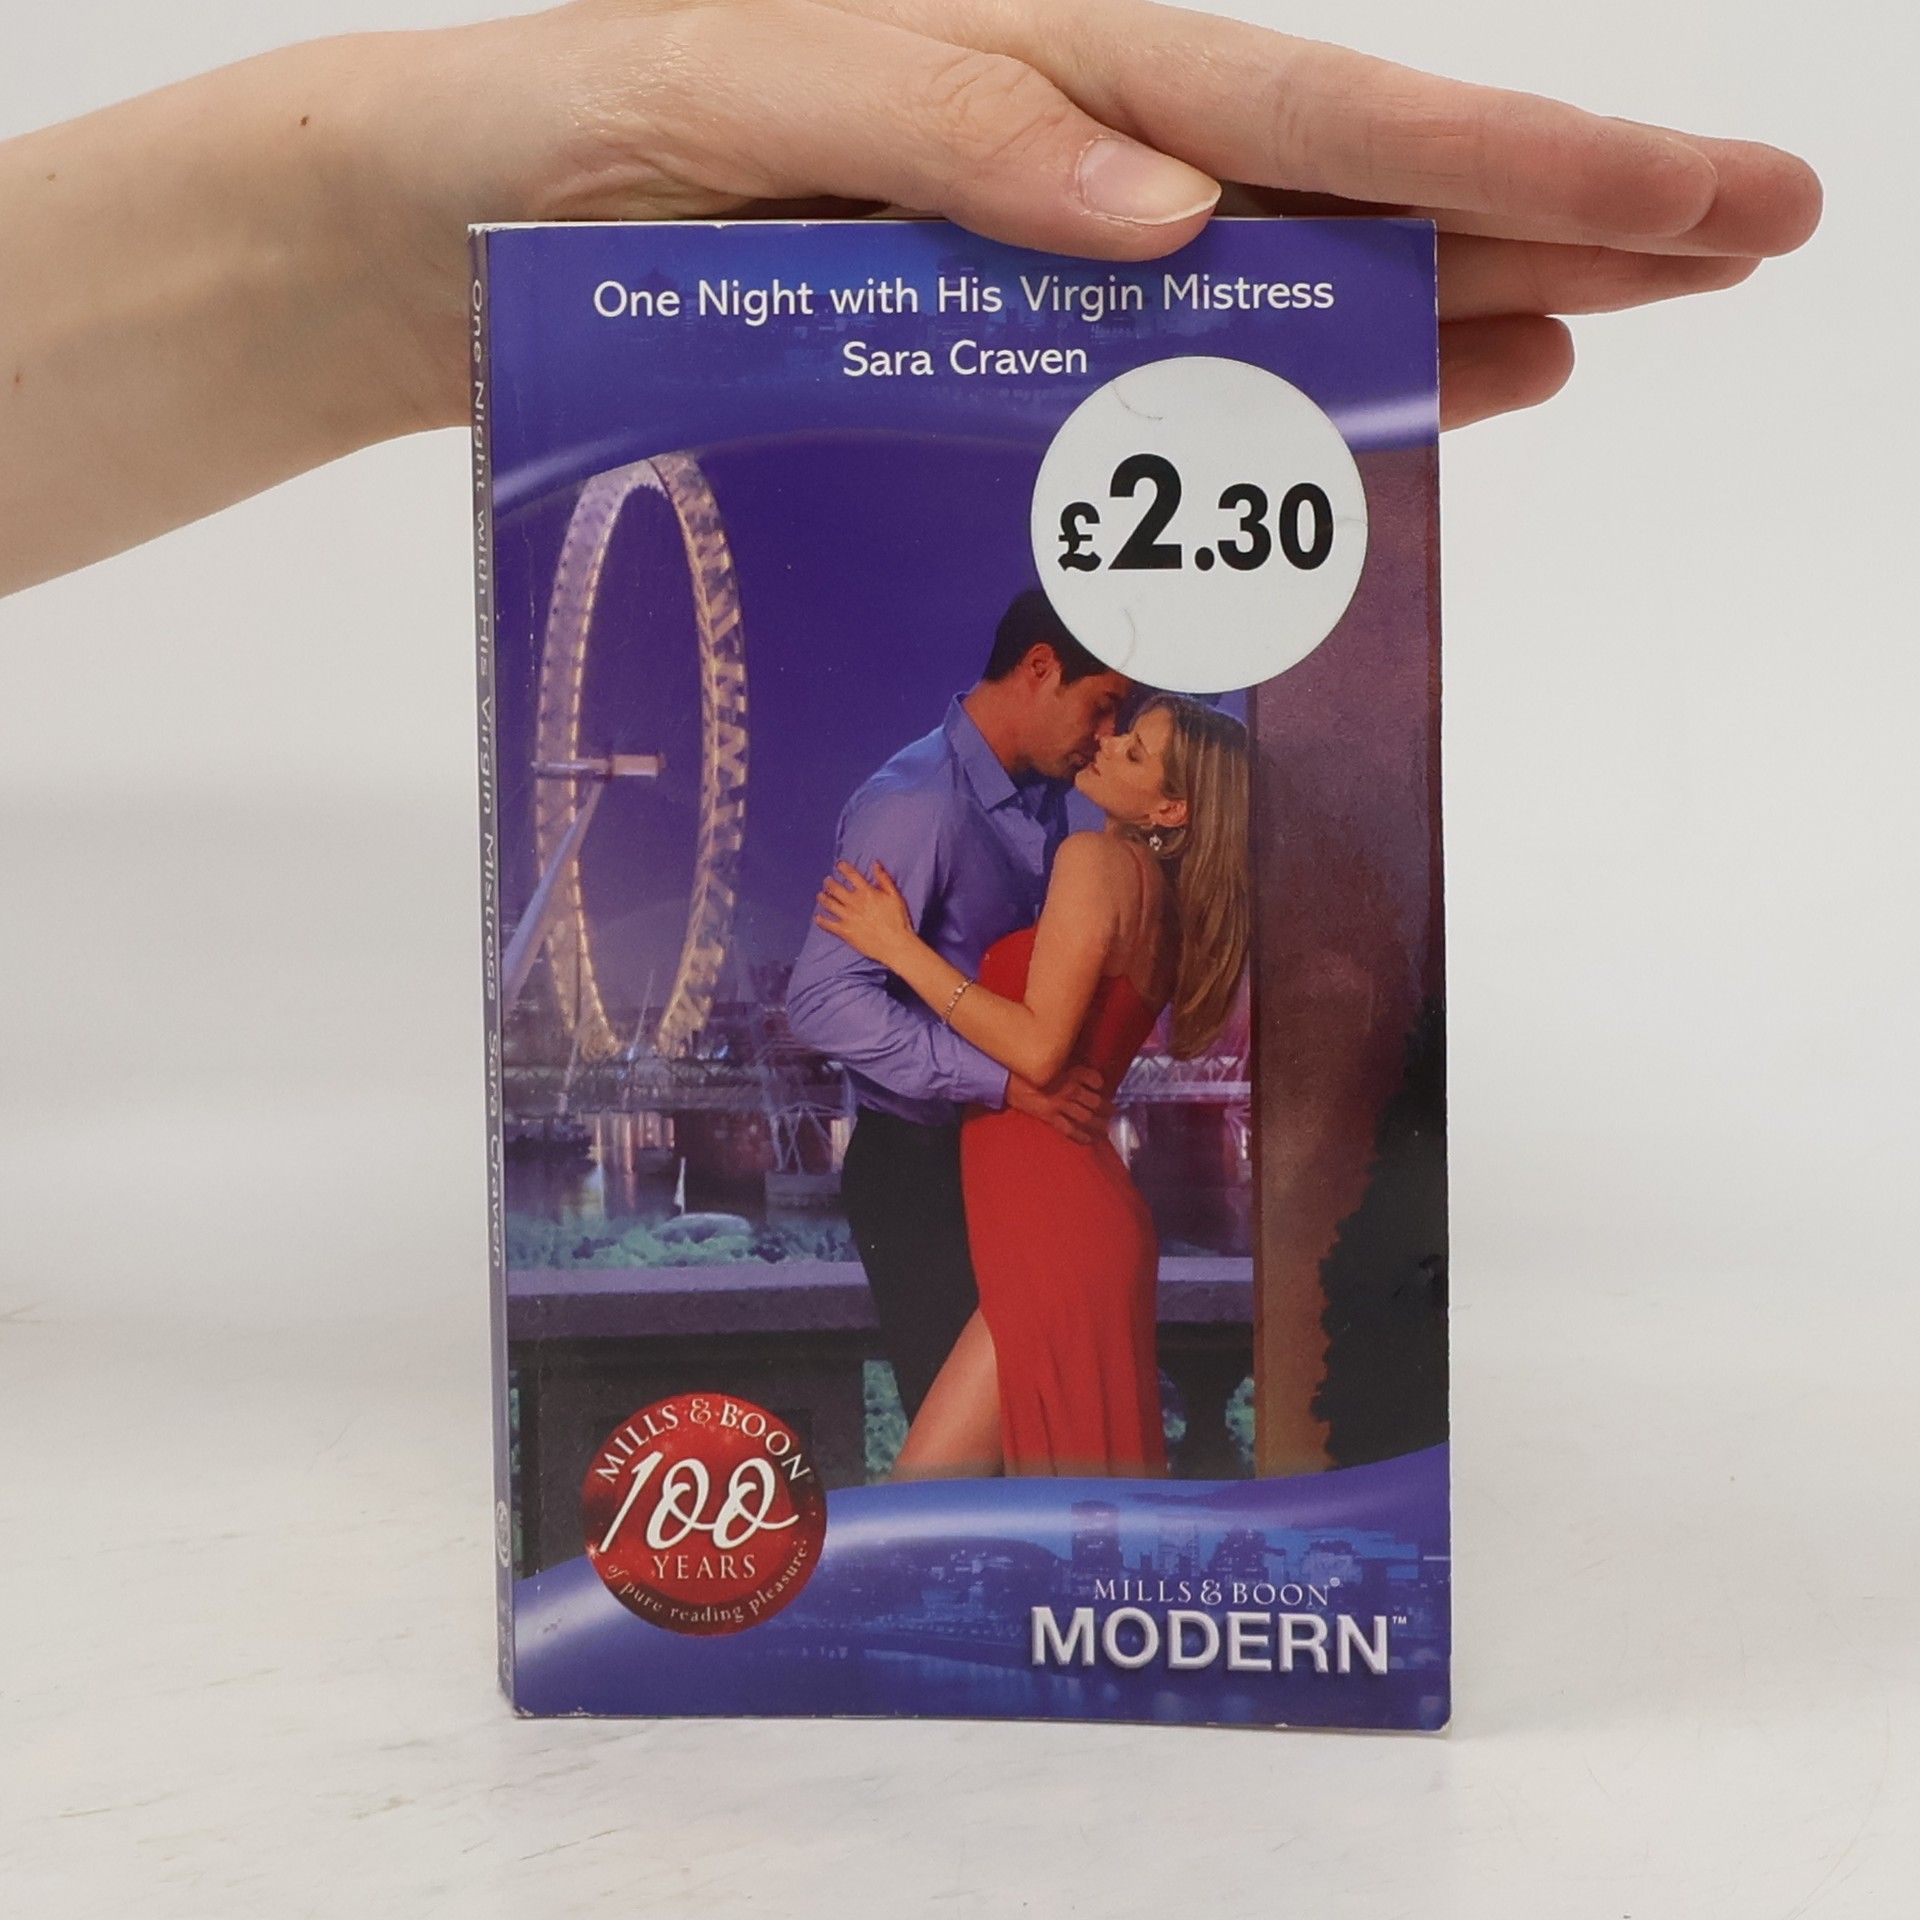 One Night with His Virgin Mistress
Sara Craven
£2.30
One Night with His Virgin Mistress Sara Craven
MILLS & BOON
100
YEARS
of pure reading pleasure
MILLS & BOON®
MODERN™